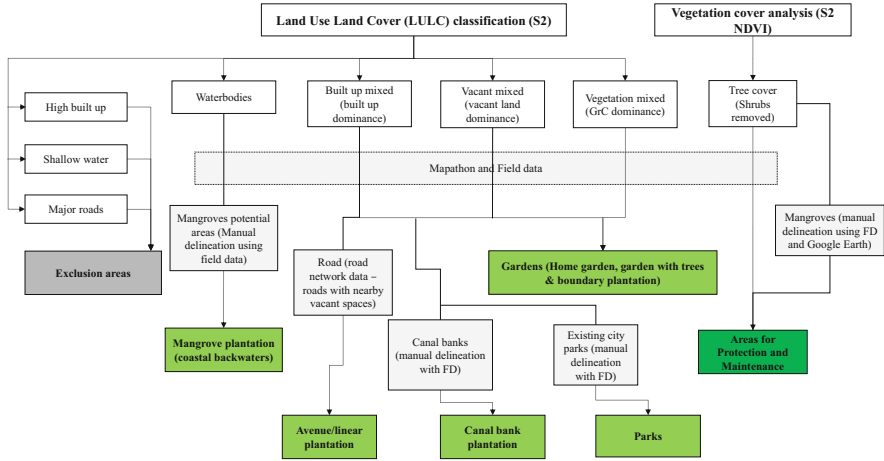 Land Use Land Cover (LULC) classification (S2)
Vegetation cover analysis (S2
NDVI)
High built up
Shallow water
Major roads
Exclusion areas
Waterbodies
Built up mixed
(built up
dominance)
Vacant mixed
(vacant land
dominance)
Vegetation mixed
(GrC dominance)
Tree cover
(Shrubs
removed)
Mapathon and Field data
Mangroves potential
areas (Manual
delineation using
field data)
Road (road
network data –
roads with nearby
vacant spaces)
Gardens (Home garden, garden with trees
& boundary plantation)
Mangroves (manual
delineation using FD
and Google Earth)
Mangrove plantation
(coastal backwaters)
Canal banks
(manual delineation
with FD)
Existing city
parks (manual
delineation
with FD)
Areas for
Protection and
Maintenance
Avenue/linear
plantation
Canal bank
plantation
Parks